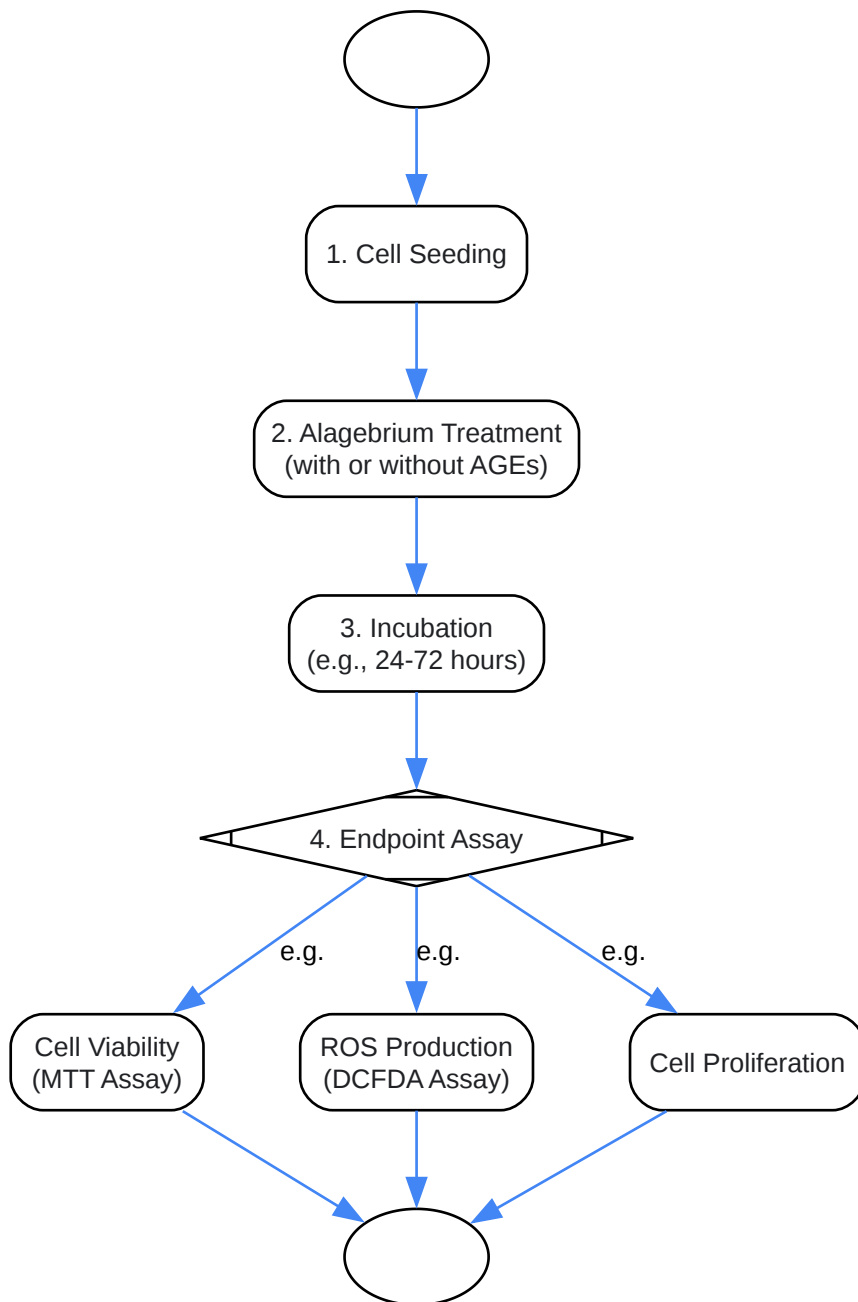 1. Cell Seeding
2. Alagebrium Treatment
(with or without AGEs)
3. Incubation
(e.g., 24-72 hours)
4. Endpoint Assay
e.g.
e.g.
e.g.
Cell Viability
(MTT Assay)
ROS Production
(DCFDA Assay)
Cell Proliferation